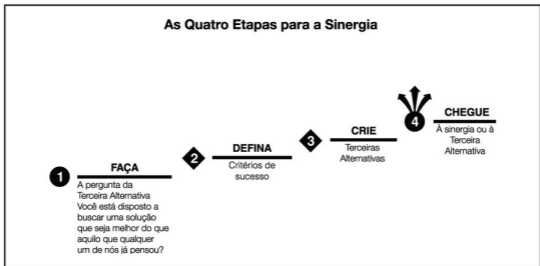 As Quatro Etapas para a Sinergia
1
FAÇA
A pergunta da
Terceira Alternativa
Você está disposto a
buscar uma solução
que seja melhor do que
aquilo que qualquer
um de nós já pensou?
2
DEFINA
Critérios de
sucesso
3
CRIE
Terceiras
Alternativas
4
CHEGUE
À sinergia ou à
Terceira
Alternativa